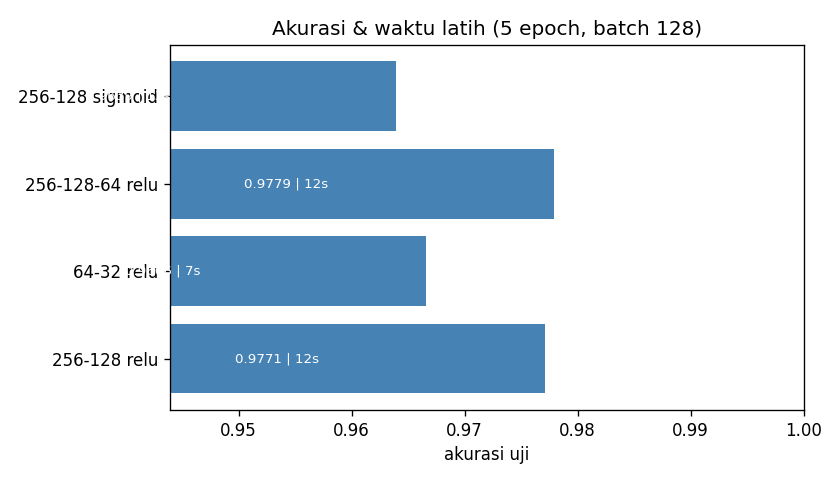 Akurasi & waktu latih (5 epoch, batch 128)
256-128 sigmoid
256-128-64 relu
0.9779 | 12s
64-32 relu
| 7s
256-128 relu
0.9771 | 12s
0.95 0.96 0.97 0.98 0.99 1.00
akurasi uji